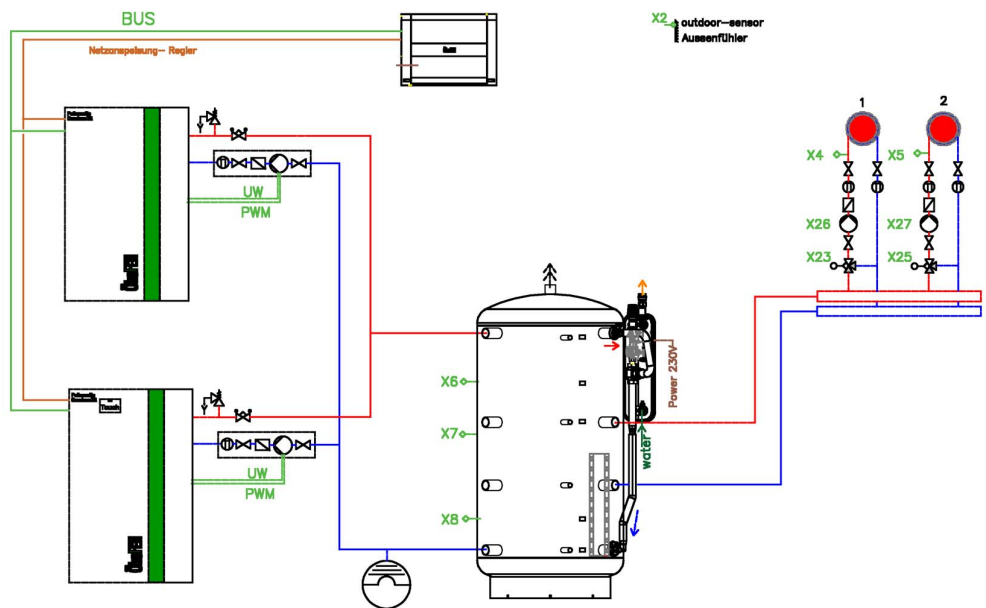 BUS
Netzanspeisung- Regler
X2
outdoor-sensor
Aussenfühler
1
2
X4
X5
UW
PWM
X26
X27
X23
X25
Power 230V
X6
Touch
X7
water
UW
PWM
X8